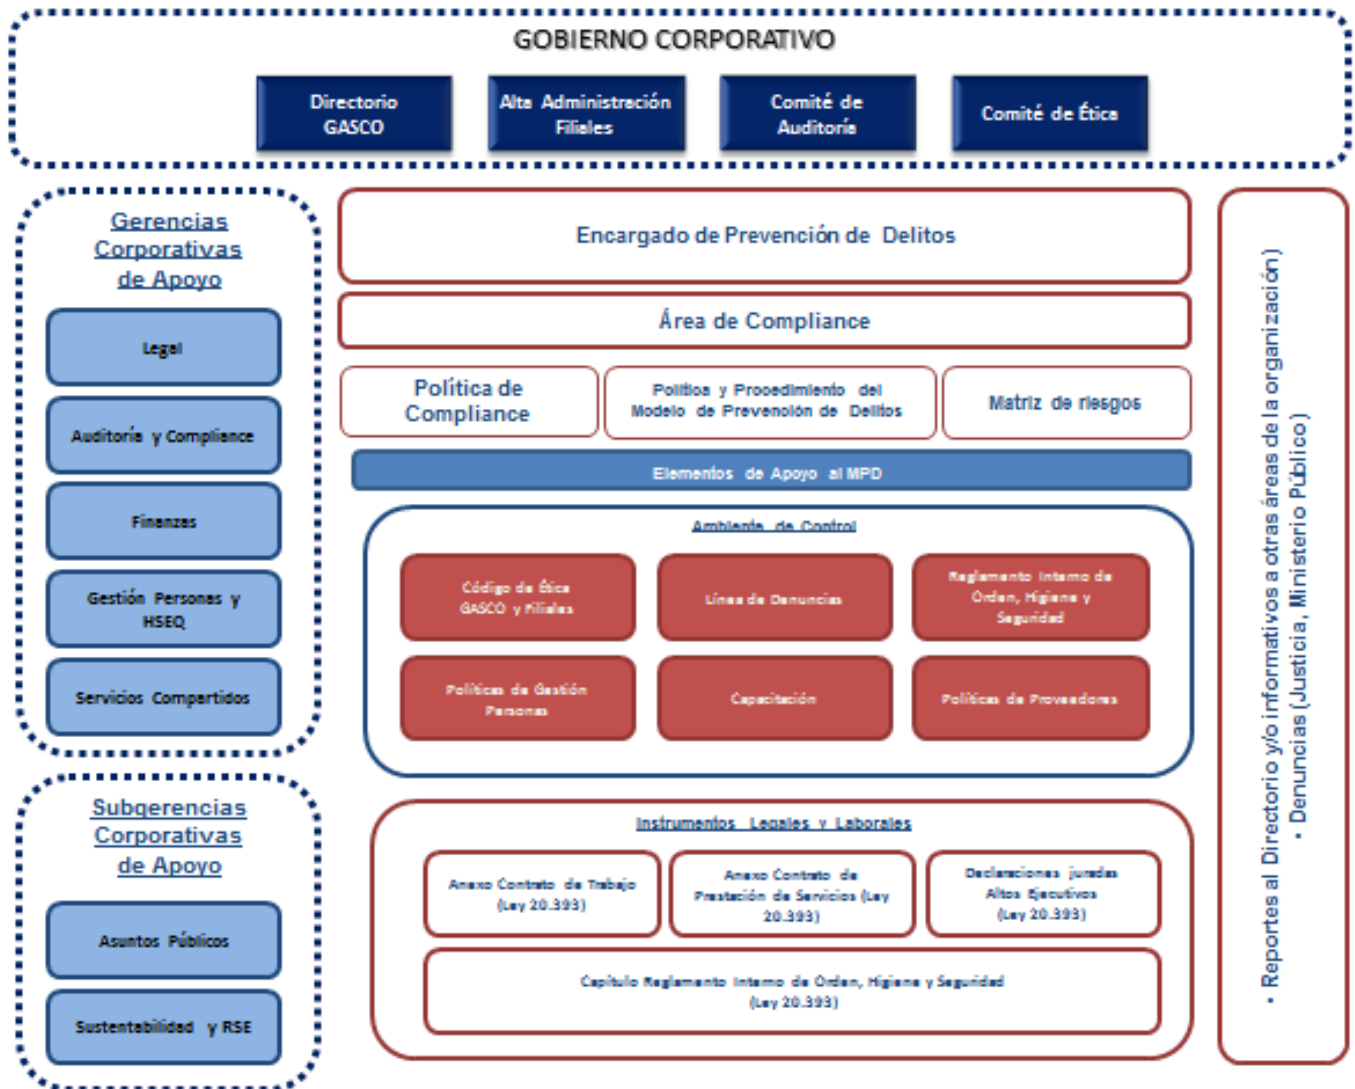 GOBIERNO CORPORATIVO
Directorio
GASCO
Alta Administración
Filiales
Comité de
Auditoría
Comité de Ética
Gerencias
Corporativas
de Apoyo
Legal
Auditoría y Compliance
Finanzas
Gestión Personas y
HSEQ
Servicios Compartidos
Subgerencias
Corporativas
de Apoyo
Asuntos Públicos
Sustentabilidad y RSE
Encargado de Prevención de Delitos
Área de Compliance
Política de
Compliance
Política y Procedimiento del
Modelo de Prevención de Delitos
Matriz de riesgos
Elementos de Apoyo al MPD
Ambiente de Control
Código de Ética
GASCO y Filiales
Línea de Denuncias
Reglamento Interno de
Orden, Higiene y
Seguridad
Políticas de Gestión
Personas
Capacitación
Políticas de Proveedores
Instrumentos Legales y Laborales
Anexo Contrato de Trabajo
(Ley 20.393)
Anexo Contrato de
Prestación de Servicios (Ley
20.393)
Declaraciones juradas
Altos Ejecutivos
(Ley 20.393)
Capítulo Reglamento Interno de Orden, Higiene y Seguridad
(Ley 20.393)
• Reportes al Directorio y/o informativos a otras áreas de la organización)
• Denuncias (Justicia, Ministerio Público)